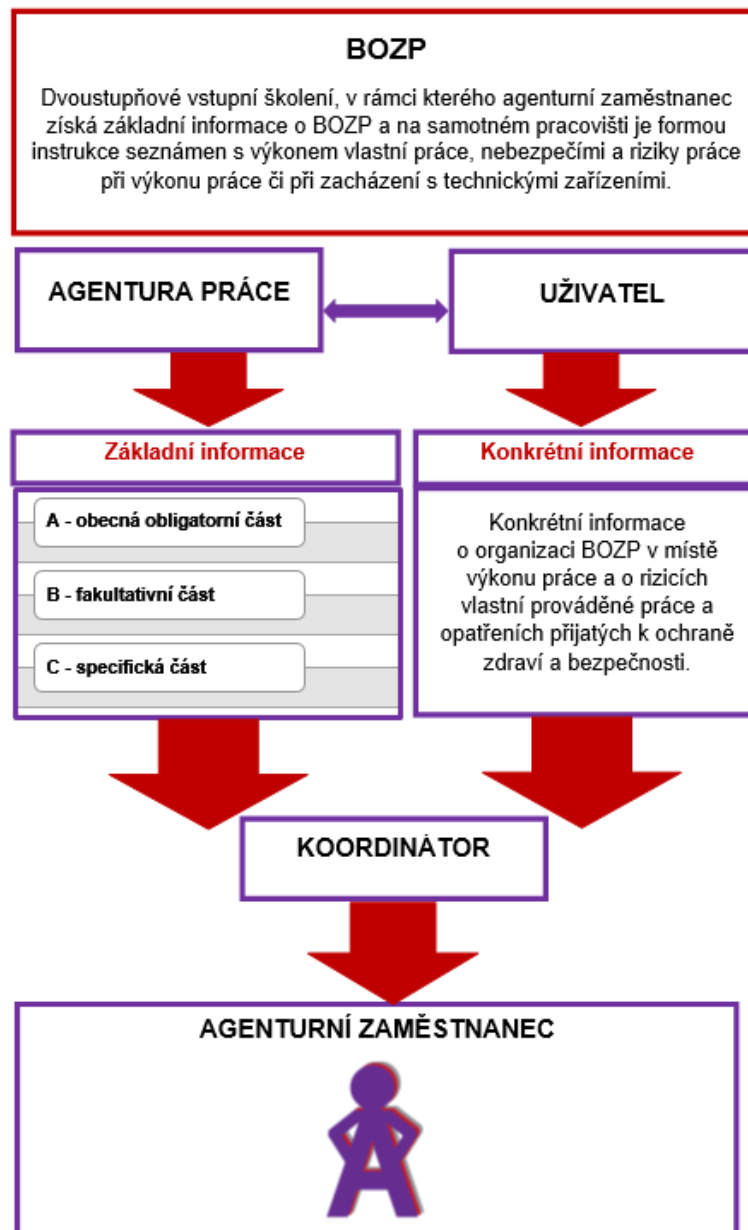 BOZP
Dvoustupňové vstupní školení, v rámci kterého agenturní zaměstnanec
získá základní informace o BOZP a na samotném pracovišti je formou
instrukce seznámen s výkonem vlastní práce, nebezpečími a riziky práce
při výkonu práce či při zacházení s technickými zařízeními.
AGENTURA PRÁCE
UŽIVATEL
Základní informace
Konkrétní informace
A - obecná obligatorní část
B - fakultativní část
C - specifická část
Konkrétní informace
o organizaci BOZP v místě
výkonu práce a o rizicích
vlastní prováděné práce a
opatřeních přijatých k ochraně
zdraví a bezpečnosti.
KOORDINÁTOR
AGENTURNÍ ZAMĚSTNANEC